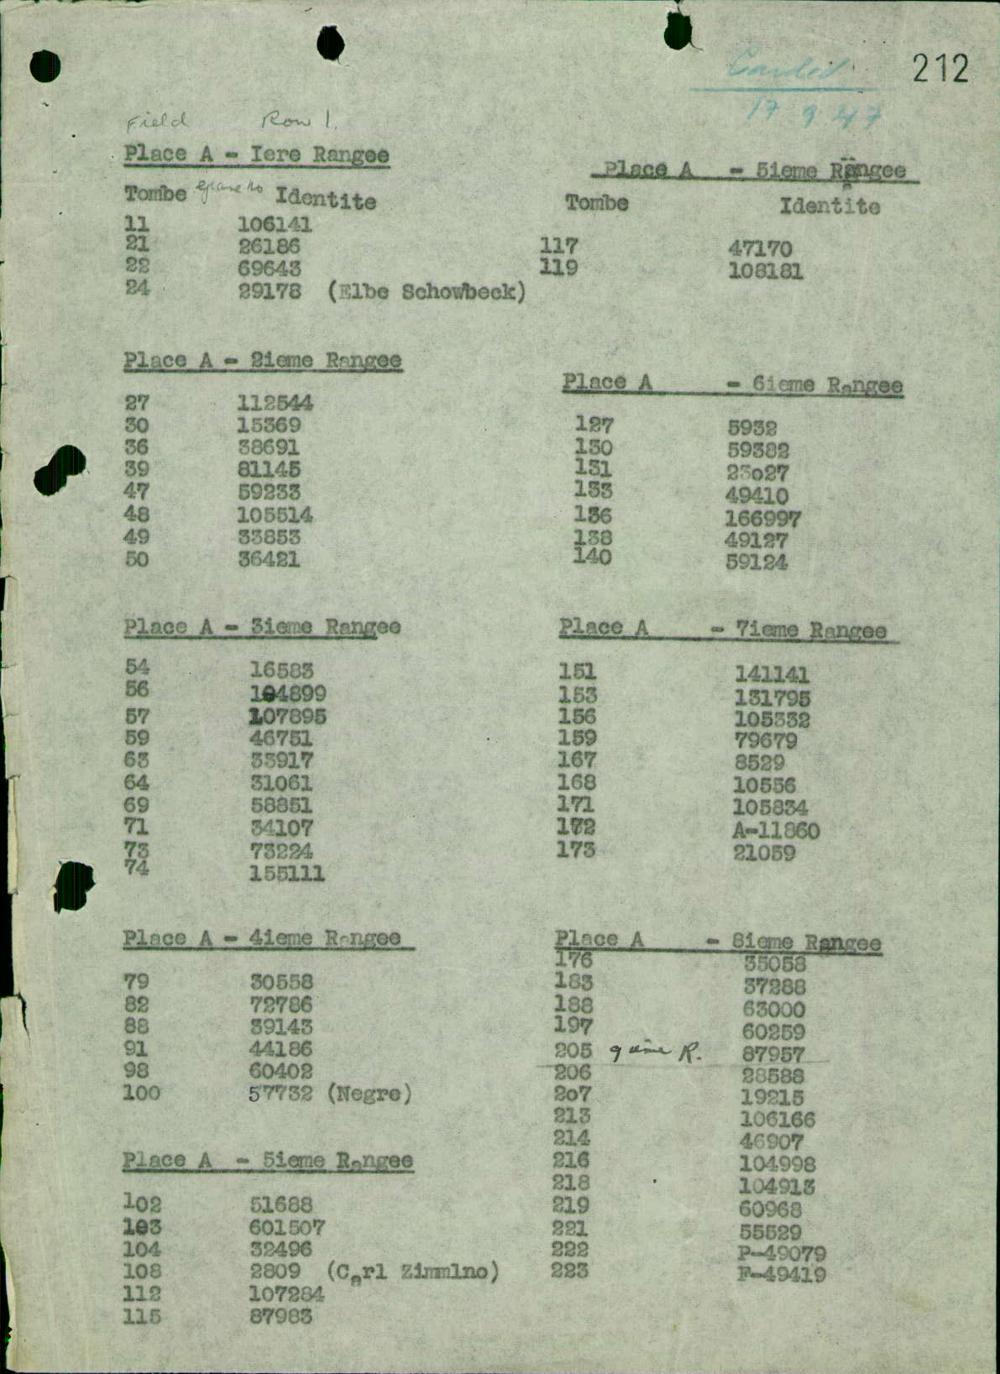 212
17 9 47
Field Row 1.
Place A - Iere Rangee
Tombe grave no Identite
11 106141
21 26186
22 69643
24 29178 (Elbe Schowbeck)
Place A - 2ieme Rangee
27 112544
30 15369
36 38691
39 81145
47 59233
48 105514
49 33853
50 36421
Place A - 3ieme Rangee
54 16583
56 104899
57 107895
59 46751
63 33917
64 31061
69 58851
71 34107
73 73224
74 155111
Place A - 4ieme Rangee
79 30558
82 72786
88 39143
91 44186
98 60402
100 57732 (Negre)
Place A - 5ieme Rangee
102 51688
103 601507
104 32496
108 2809 (Carl Zimmlno)
112 107284
115 87983
Place A - 5ieme Rangee
Tombe Identite
117 47170
119 108181
Place A - 6ieme Rangee
127 5932
130 59382
131 23o27
133 49410
136 166997
138 49127
140 59124
Place A - 7ieme Rangee
151 141141
153 131795
156 105332
159 79679
167 8529
168 10536
171 105834
172 A-11860
173 21059
Place A - 8ieme Rangee
176 35058
183 37288
188 63000
197 60259
205 9 ième R. 87957
206 28588
2o7 19215
213 106166
214 46907
216 104998
218 104913
219 60968
221 55529
222 P-49079
223 F-49419